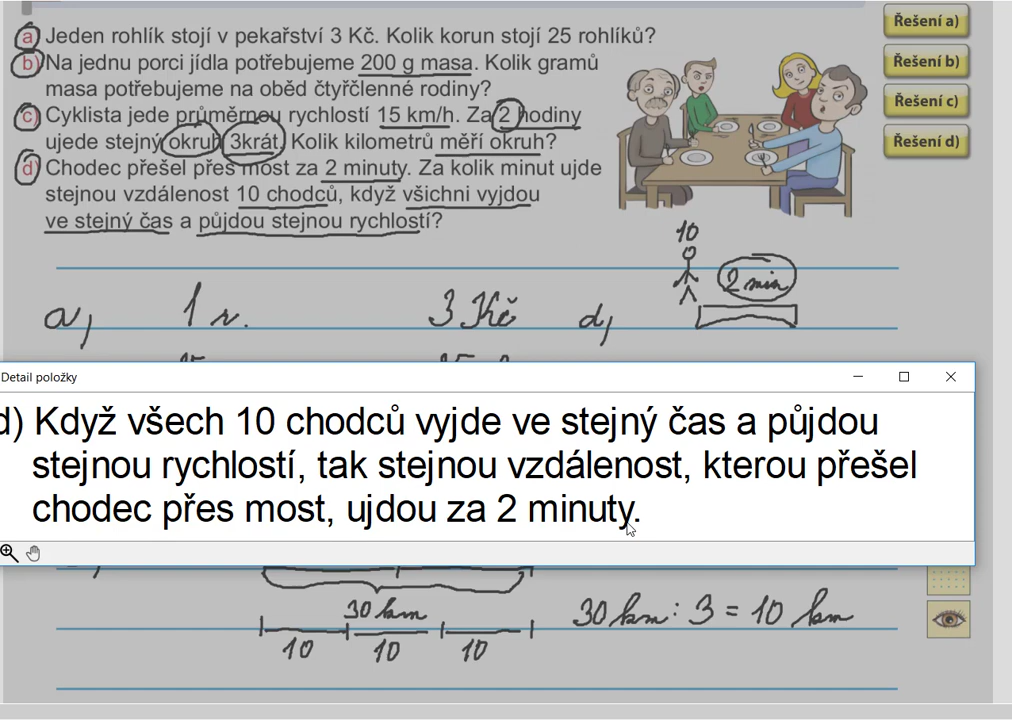 a) Jeden rohlík stojí v pekařství 3 Kč. Kolik korun stojí 25 rohlíků?
b) Na jednu porci jídla potřebujeme 200 g masa. Kolik gramů
masa potřebujeme na oběd čtyřčlenné rodiny?
c) Cyklista jede průměrnou rychlostí 15 km/h. Za 2 hodiny
ujede stejný okruh 3krát. Kolik kilometrů měří okruh?
d) Chodec přešel přes most za 2 minuty. Za kolik minut ujde
stejnou vzdálenost 10 chodců, když všichni vyjdou
ve stejný čas a půjdou stejnou rychlostí?
Řešení a)
Řešení b)
Řešení c)
Řešení d)
10
2 min
a) 1 r. 3 Kč d)
Detail položky
d) Když všech 10 chodců vyjde ve stejný čas a půjdou
stejnou rychlostí, tak stejnou vzdálenost, kterou přešel
chodec přes most, ujdou za 2 minuty.
30 km
10 10 10
30 km : 3 = 10 km